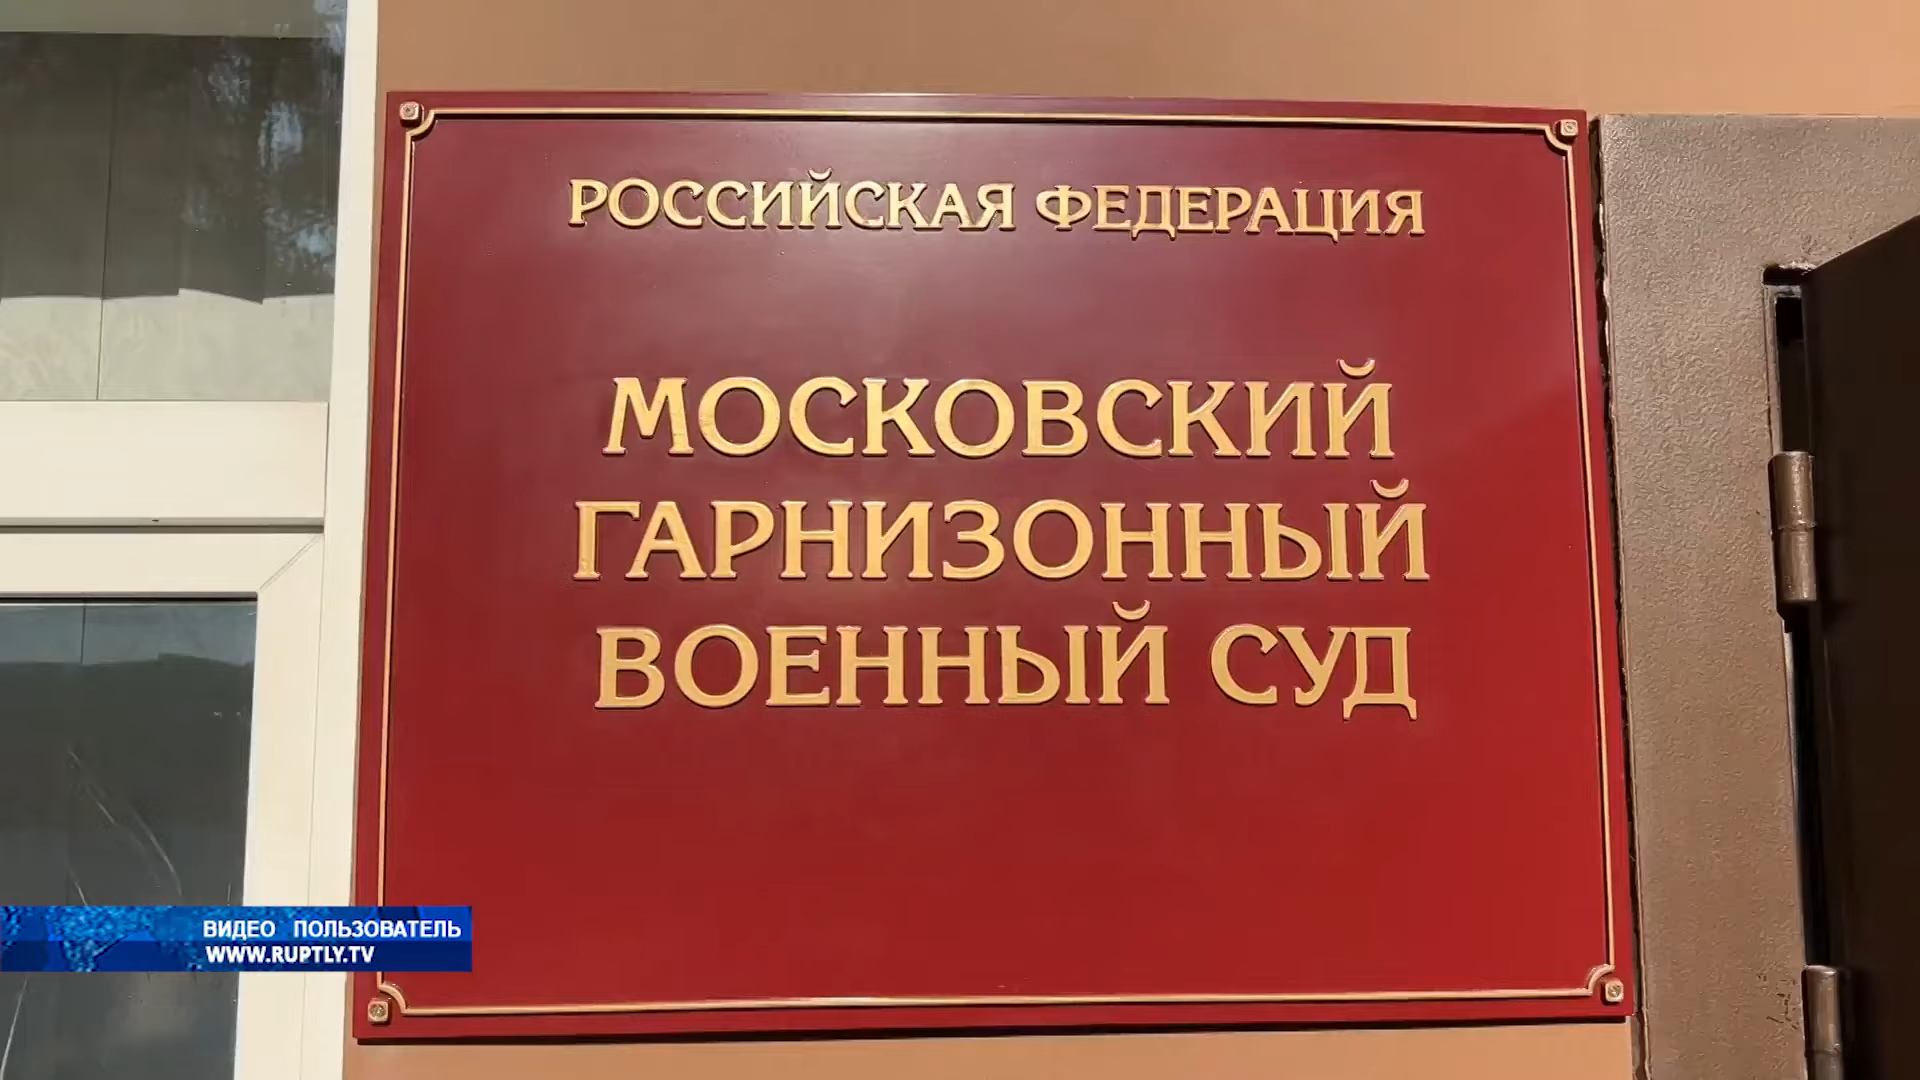 РОССИЙСКАЯ ФЕДЕРАЦИЯ
МОСКОВСКИЙ
ГАРНИЗОННЫЙ
ВОЕННЫЙ СУД
ВИДЕО ПОЛЬЗОВАТЕЛЬ
WWW.RUPTLY.TV